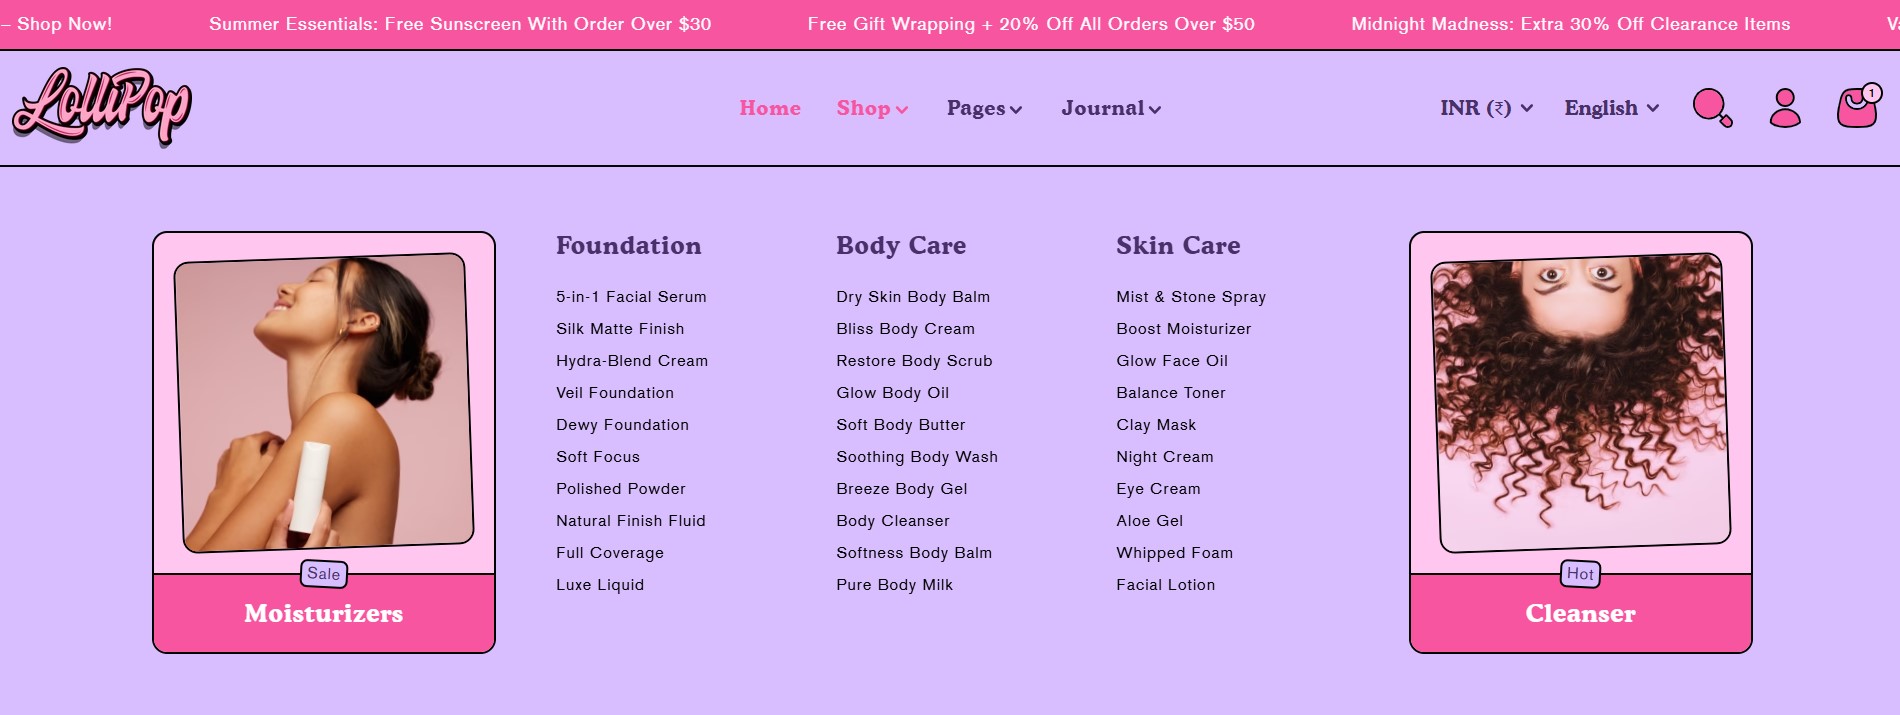 – Shop Now!
Summer Essentials: Free Sunscreen With Order Over $30
Free Gift Wrapping + 20% Off All Orders Over $50
Midnight Madness: Extra 30% Off Clearance Items
LolliPop
Home
Shop
Pages
Journal
INR (₹)
English
1
Foundation
5-in-1 Facial Serum
Silk Matte Finish
Hydra-Blend Cream
Veil Foundation
Dewy Foundation
Soft Focus
Polished Powder
Natural Finish Fluid
Full Coverage
Luxe Liquid
Body Care
Dry Skin Body Balm
Bliss Body Cream
Restore Body Scrub
Glow Body Oil
Soft Body Butter
Soothing Body Wash
Breeze Body Gel
Body Cleanser
Softness Body Balm
Pure Body Milk
Skin Care
Mist & Stone Spray
Boost Moisturizer
Glow Face Oil
Balance Toner
Clay Mask
Night Cream
Eye Cream
Aloe Gel
Whipped Foam
Facial Lotion
Sale
Moisturizers
Hot
Cleanser